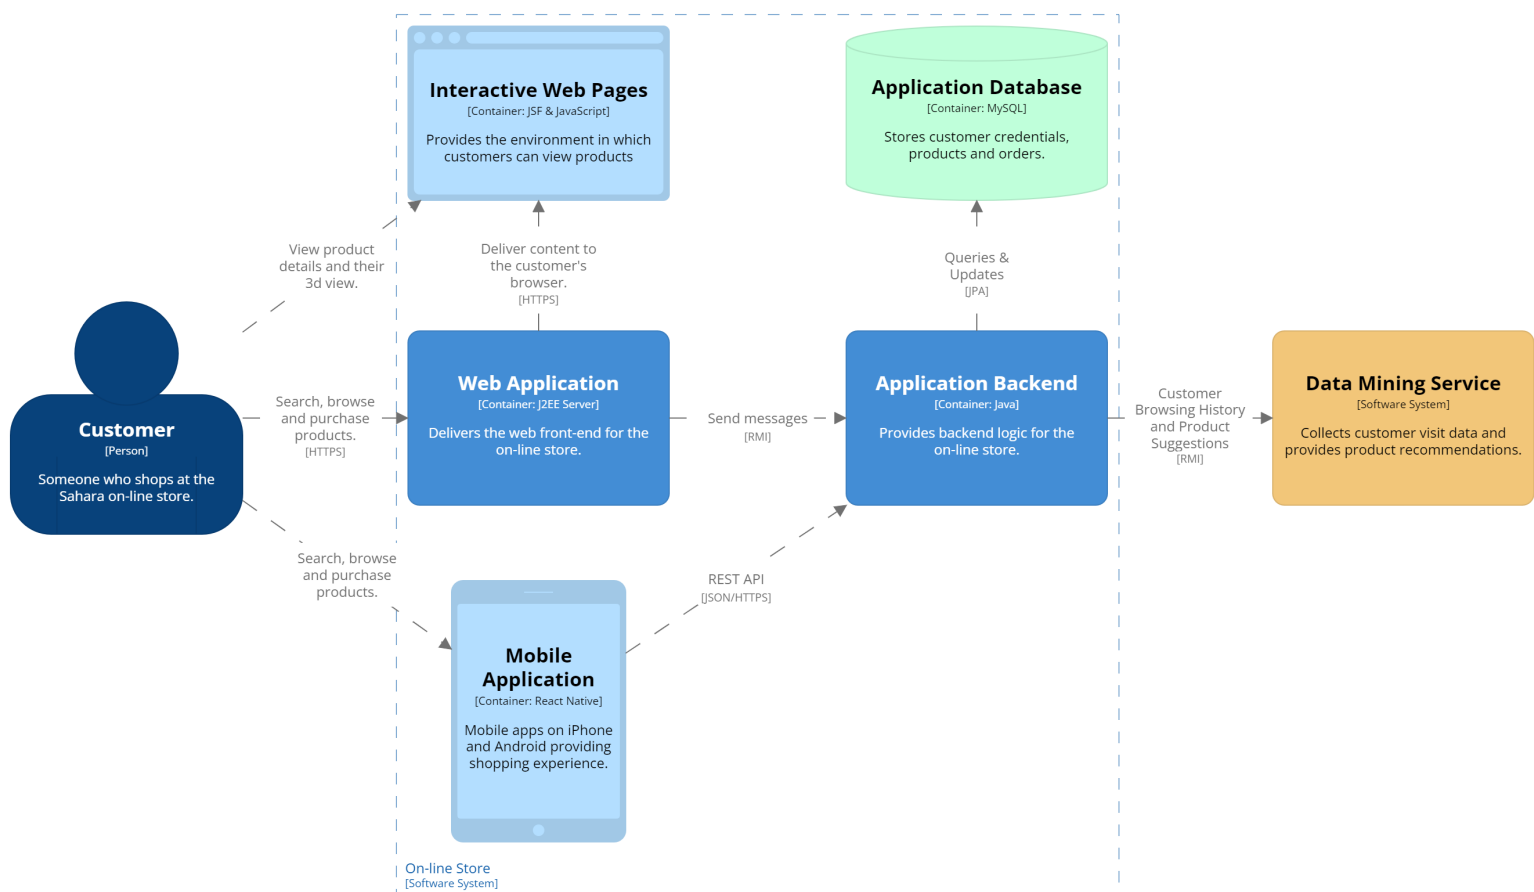 Interactive Web Pages
[Container: JSF & JavaScript]
Provides the environment in which
customers can view products
Application Database
[Container: MySQL]
Stores customer credentials,
products and orders.
View product
details and their
3d view.
Deliver content to
the customer's
browser.
[HTTPS]
Queries &
Updates
[JPA]
Customer
[Person]
Someone who shops at the
Sahara on-line store.
Search, browse
and purchase
products.
[HTTPS]
Web Application
[Container: J2EE Server]
Delivers the web front-end for the
on-line store.
Send messages
[RMI]
Application Backend
[Container: Java]
Provides backend logic for the
on-line store.
Customer
Browsing History
and Product
Suggestions
[RMI]
Data Mining Service
[Software System]
Collects customer visit data and
provides product recommendations.
Search, browse
and purchase
products.
REST API
[JSON/HTTPS]
Mobile
Application
[Container: React Native]
Mobile apps on iPhone
and Android providing
shopping experience.
On-line Store
[Software System]